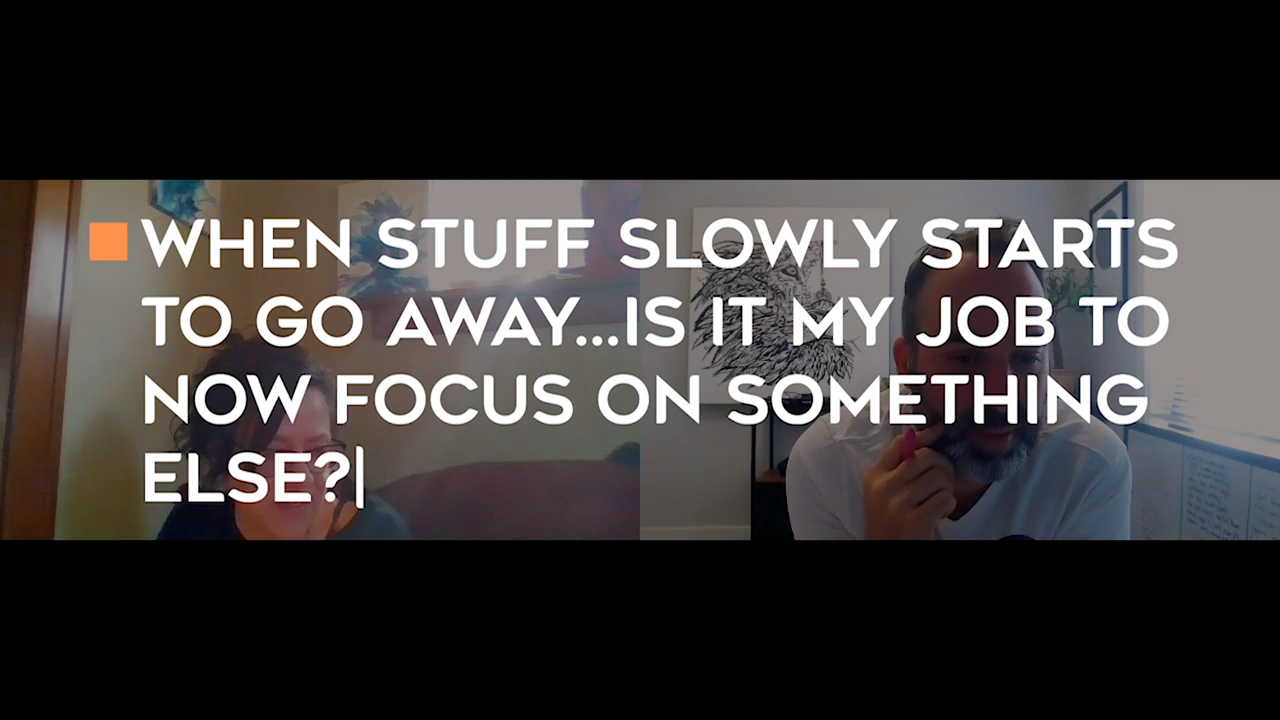 WHEN STUFF SLOWLY STARTS
TO GO AWAY...IS IT MY JOB TO
NOW FOCUS ON SOMETHING
ELSE?